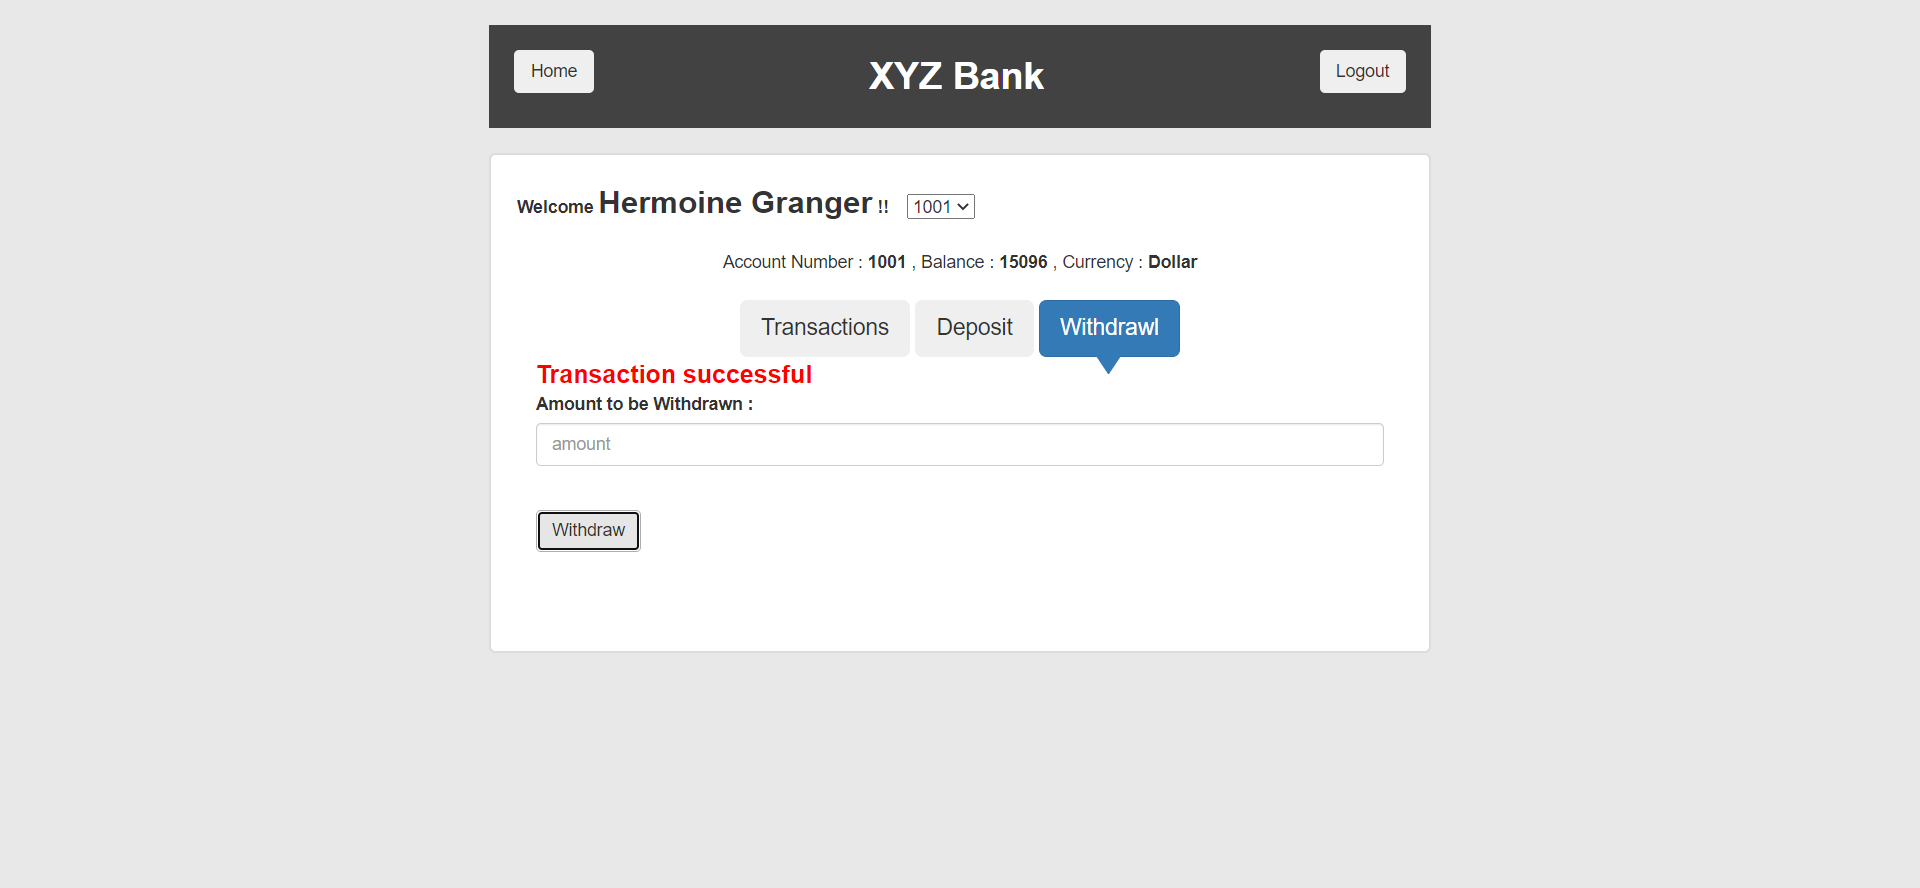 Home
XYZ Bank
Logout
Welcome Hermoine Granger !! 1001
Account Number : 1001 , Balance : 15096 , Currency : Dollar
Transactions
Deposit
Withdrawl
Transaction successful
Amount to be Withdrawn :
amount
Withdraw